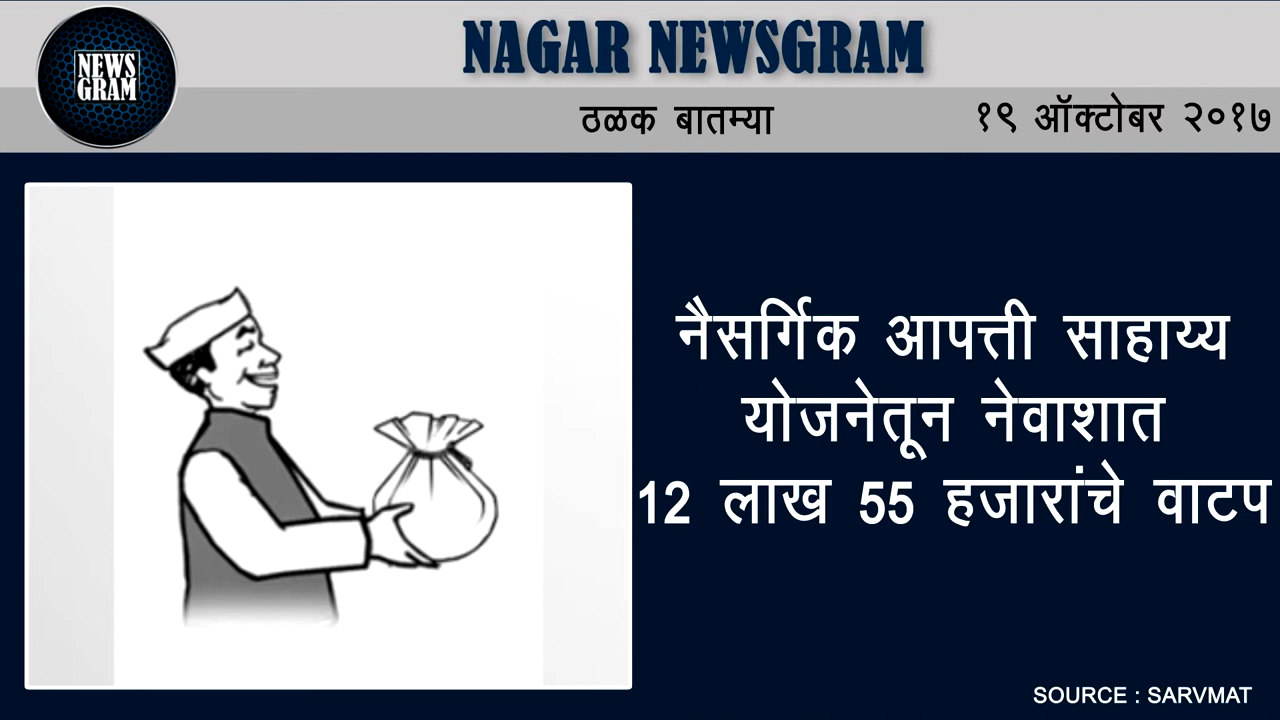 NEWS
GRAM
NAGAR NEWSGRAM
ठळक बातम्या
१९ ऑक्टोबर २०१७
नैसर्गिक आपत्ती साहाय्य
योजनेतून नेवाशात
12 लाख 55 हजारांचे वाटप
SOURCE : SARVMAT